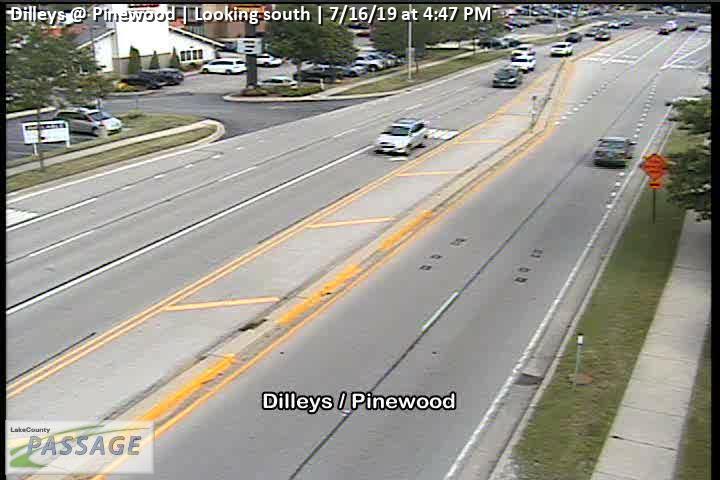 Dilleys @ Pinewood | Looking south | 7/16/19 at 4:47 PM
Dilleys / Pinewood
LakeCounty
PASSAGE